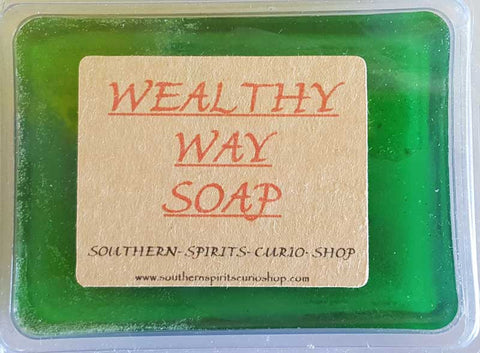 WEALTHY
WAY
SOAP
SOUTHERN-SPIRITS-CURIO-SHOP
www.southernspiritscurioshop.com